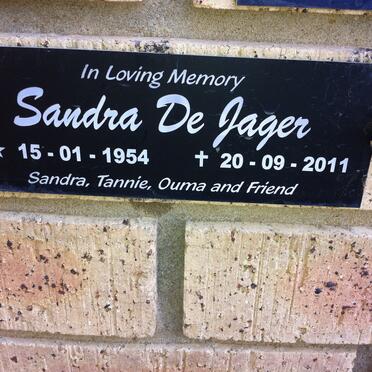 In Loving Memory
Sandra De Jager
★ 15-01-1954 ✝ 20-09-2011
Sandra, Tannie, Ouma and Friend